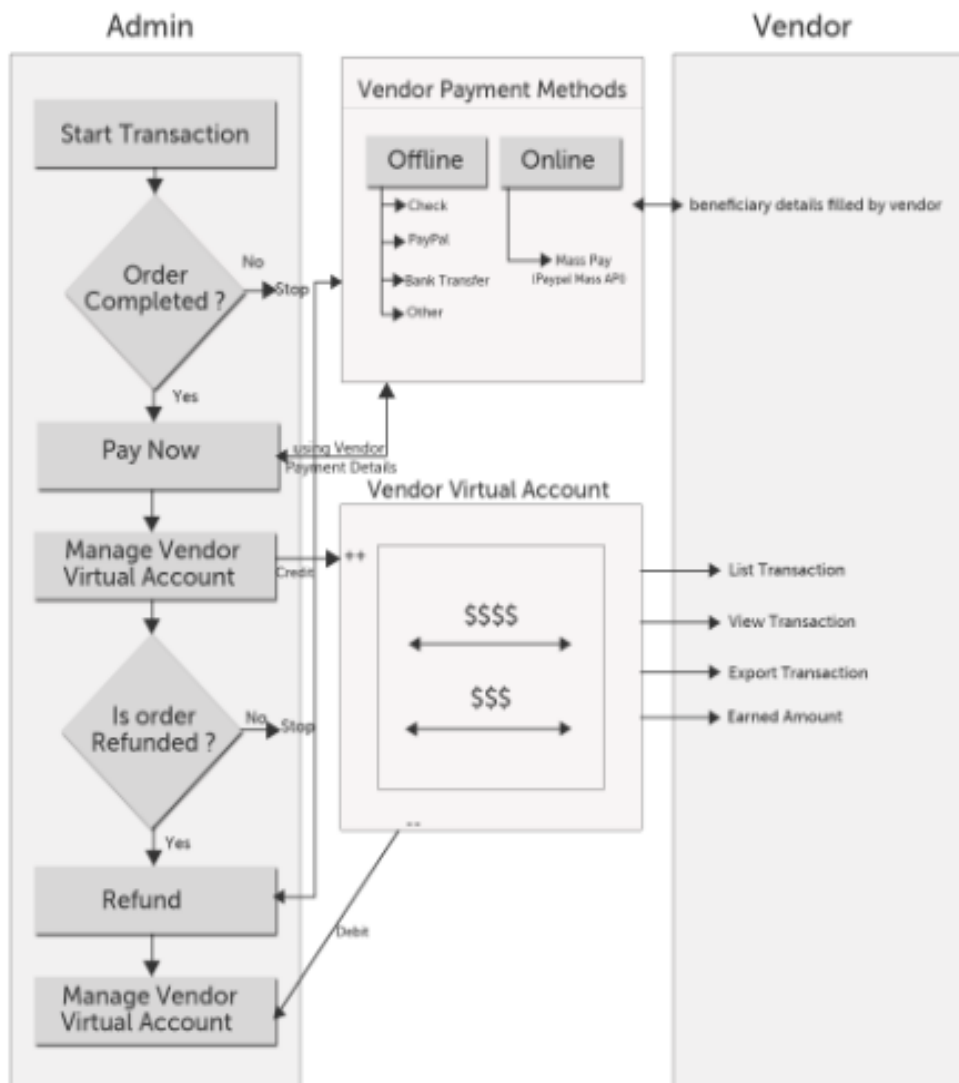 Admin
Vendor
Start Transaction
Order
Completed ?
No
Stop
Yes
Pay Now
using Vendor
Payment Details
Manage Vendor
Virtual Account
Credit
Is order
Refunded ?
No
Stop
Yes
Refund
Manage Vendor
Virtual Account
Debit
Vendor Payment Methods
Offline
Check
PayPal
Bank Transfer
Other
Online
Mass Pay
(Paypel Mass API)
beneficiary details filled by vendor
Vendor Virtual Account
++
$$$$
$$$
--
List Transaction
View Transaction
Export Transaction
Earned Amount